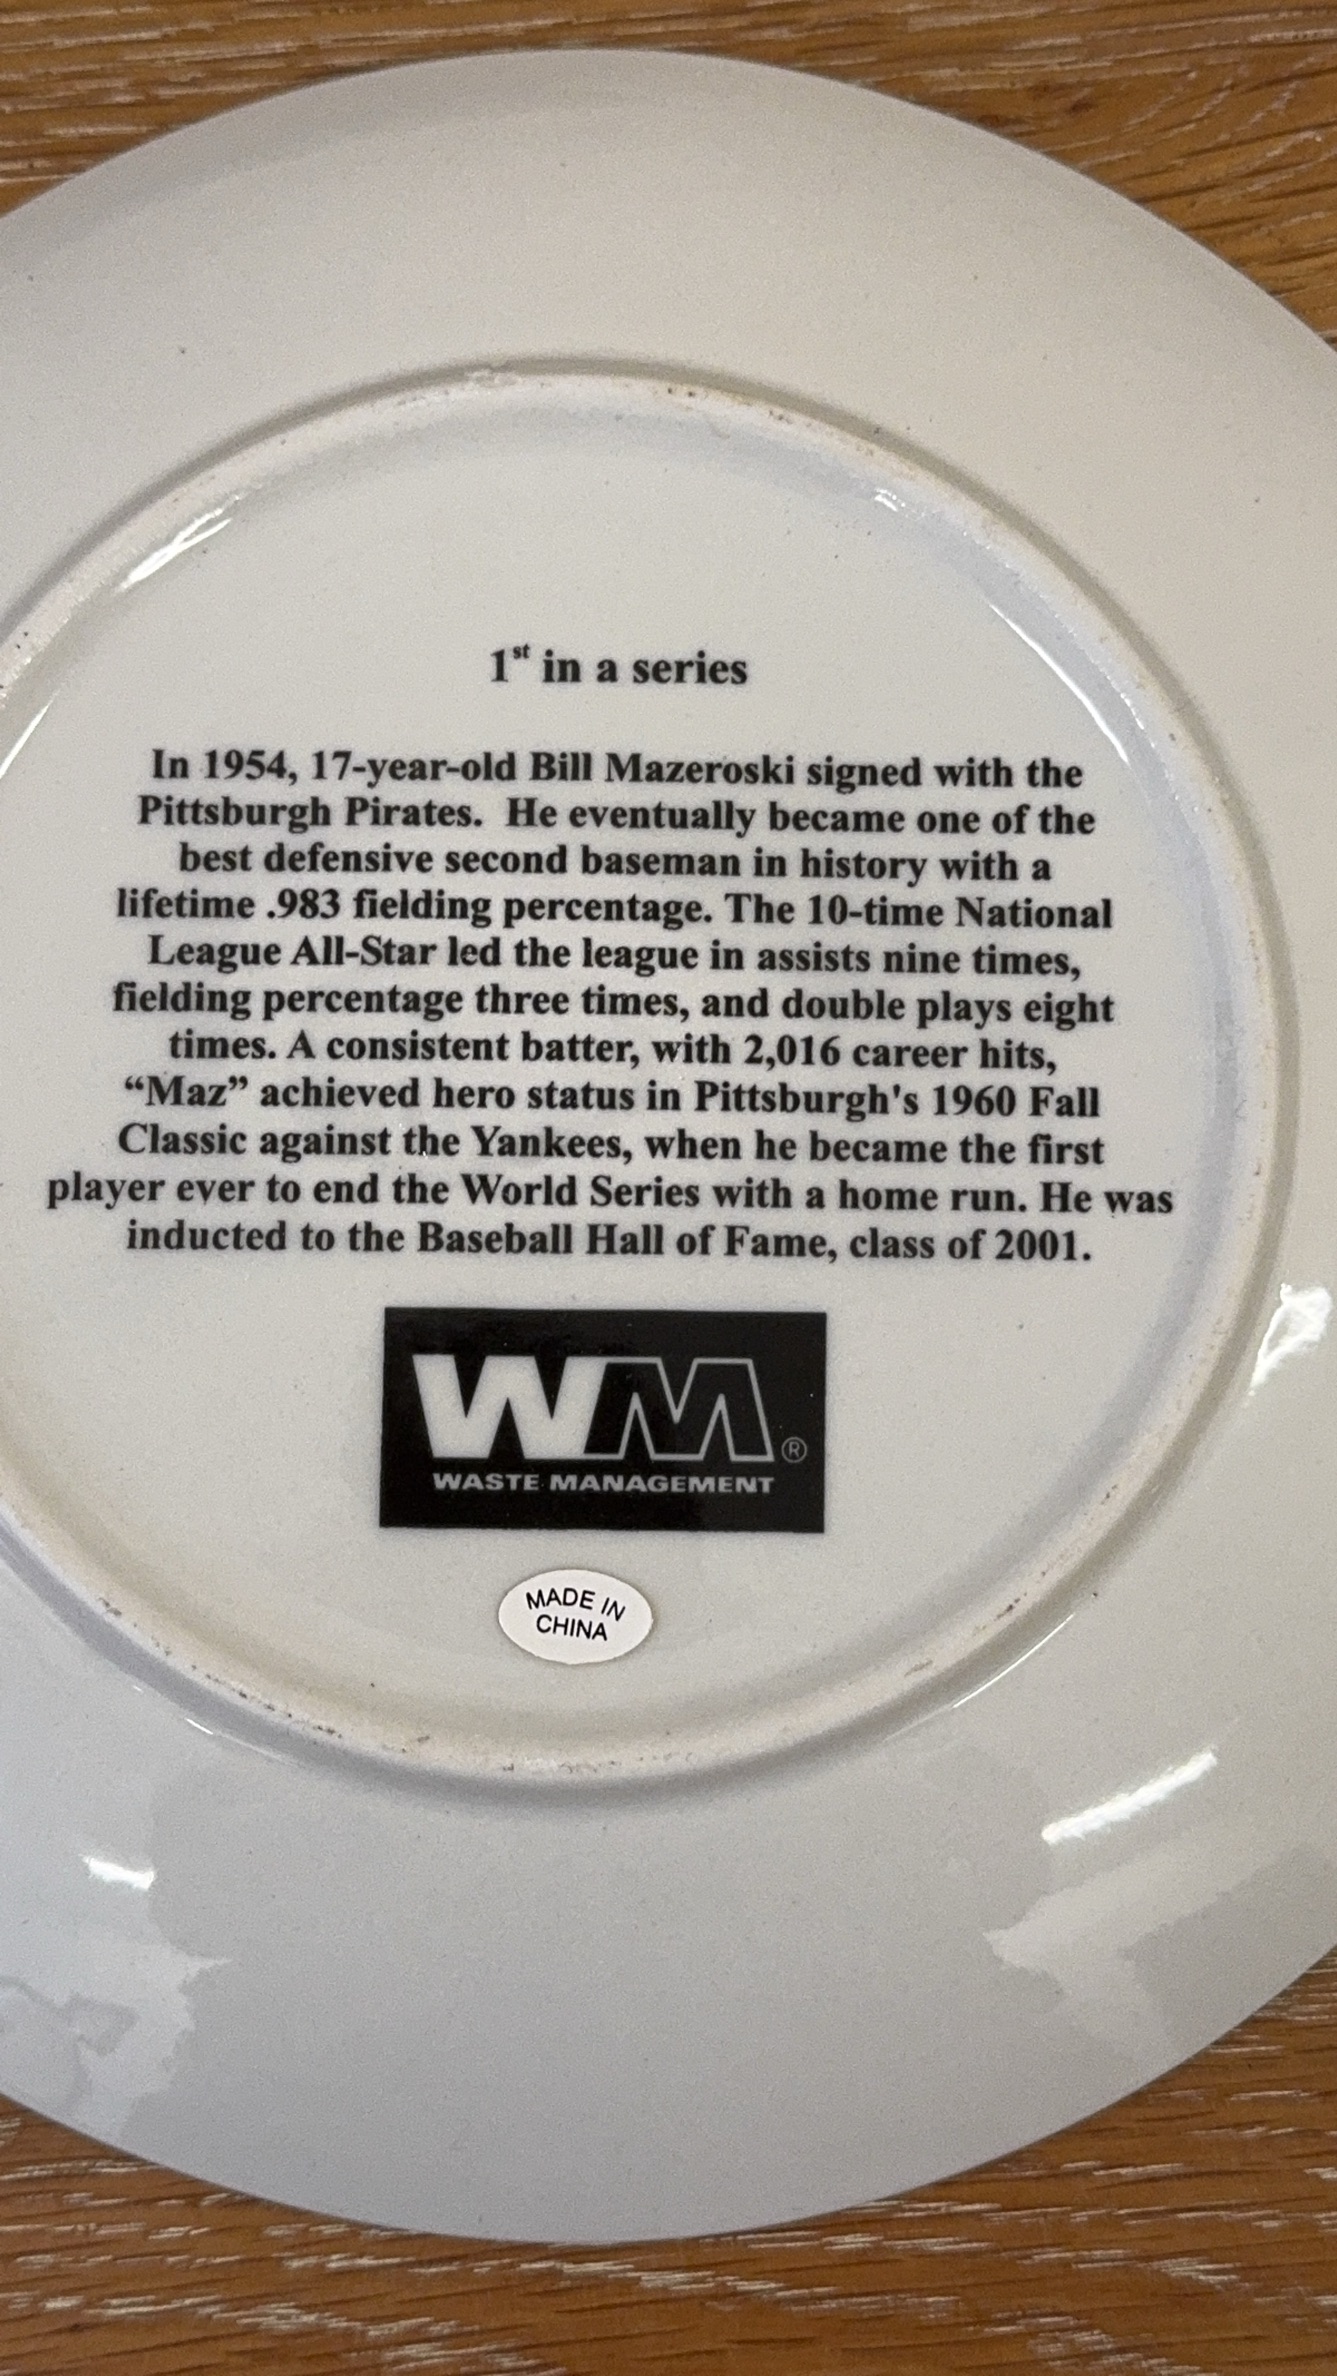 1st in a series
In 1954, 17-year-old Bill Mazeroski signed with the
Pittsburgh Pirates. He eventually became one of the
best defensive second baseman in history with a
lifetime .983 fielding percentage. The 10-time National
League All-Star led the league in assists nine times,
fielding percentage three times, and double plays eight
times. A consistent batter, with 2,016 career hits,
“Maz” achieved hero status in Pittsburgh's 1960 Fall
Classic against the Yankees, when he became the first
player ever to end the World Series with a home run. He was
inducted to the Baseball Hall of Fame, class of 2001.
WM®
WASTE MANAGEMENT
MADE IN
CHINA